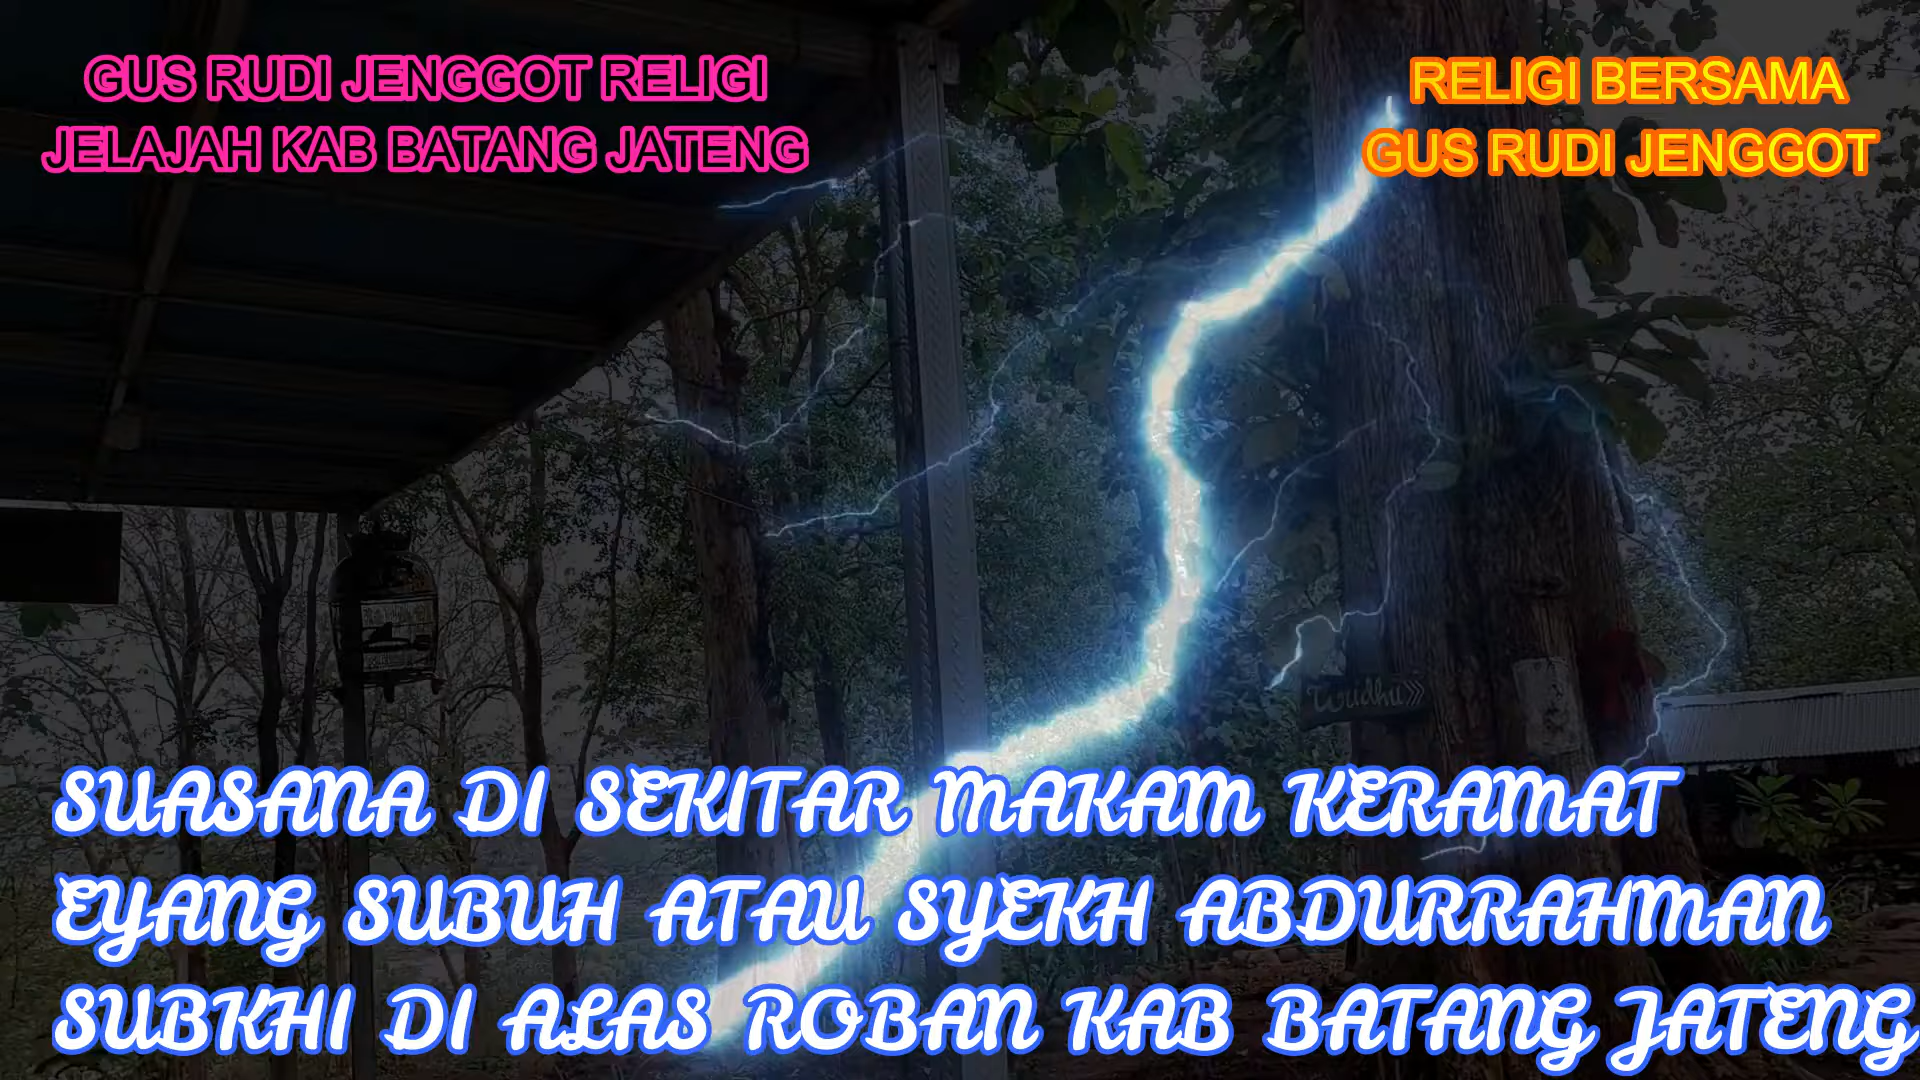 GUS RUDI JENGGOT RELIGI
JELAJAH KAB BATANG JATENG
RELIGI BERSAMA
GUS RUDI JENGGOT
Wudhu
SUASANA DI SEKITAR MAKAM KERAMAT
EYANG SUBUH ATAU SYEKH ABDURRAHMAN
SUBKHI DI ALAS ROBAN KAB BATANG JATENG